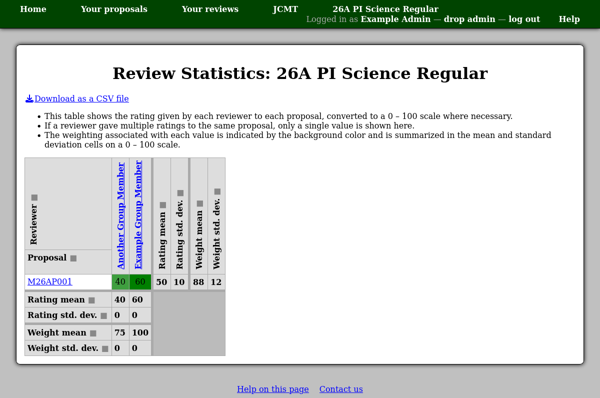 Home Your proposals Your reviews JCMT 26A PI Science Regular
Logged in as Example Admin — drop admin — log out Help
Review Statistics: 26A PI Science Regular
Download as a CSV file
• This table shows the rating given by each reviewer to each proposal, converted to a 0 – 100 scale where necessary.
• If a reviewer gave multiple ratings to the same proposal, only a single value is shown here.
• The weighting associated with each value is indicated by the background color and is summarized in the mean and standard
deviation cells on a 0 – 100 scale.
Reviewer
Another Group Member
Example Group Member
Rating mean
Rating std. dev.
Weight mean
Weight std. dev.
Proposal
M26AP001 40 60 50 10 88 12
Rating mean 40 60
Rating std. dev. 0 0
Weight mean 75 100
Weight std. dev. 0 0
Help on this page Contact us